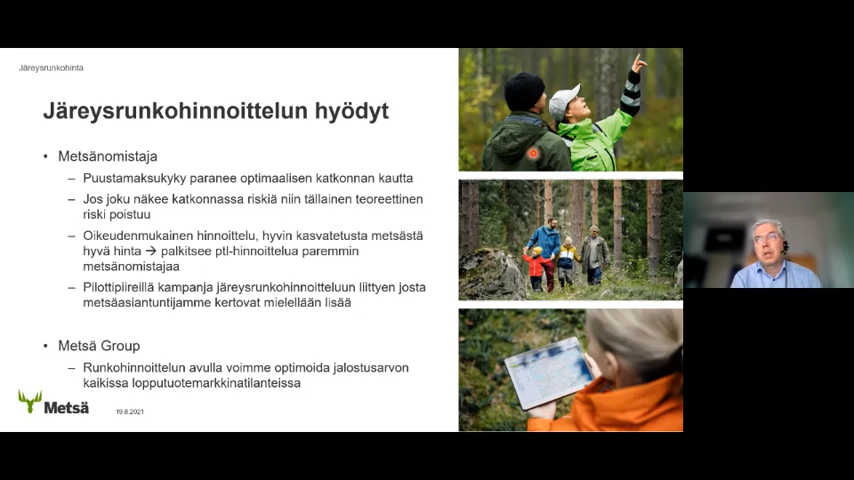 Järeysrunkohinta
Järeysrunkohinnoittelun hyödyt
• Metsänomistaja
– Puustamaksukyky paranee optimaalisen katkonnan kautta
– Jos joku näkee katkonnassa riskiä niin tällainen teoreettinen
riski poistuu
– Oikeudenmukainen hinnoittelu, hyvin kasvatetusta metsästä
hyvä hinta → palkitsee ptl-hinnoittelua paremmin
metsänomistajaa
– Pilottipiireillä kampanja järeysrunkohinnoitteluun liittyen josta
metsäasiantuntijamme kertovat mielellään lisää
• Metsä Group
– Runkohinnoittelun avulla voimme optimoida jalostusarvon
kaikissa lopputuotemarkkinatilanteissa
Metsä
19.8.2021